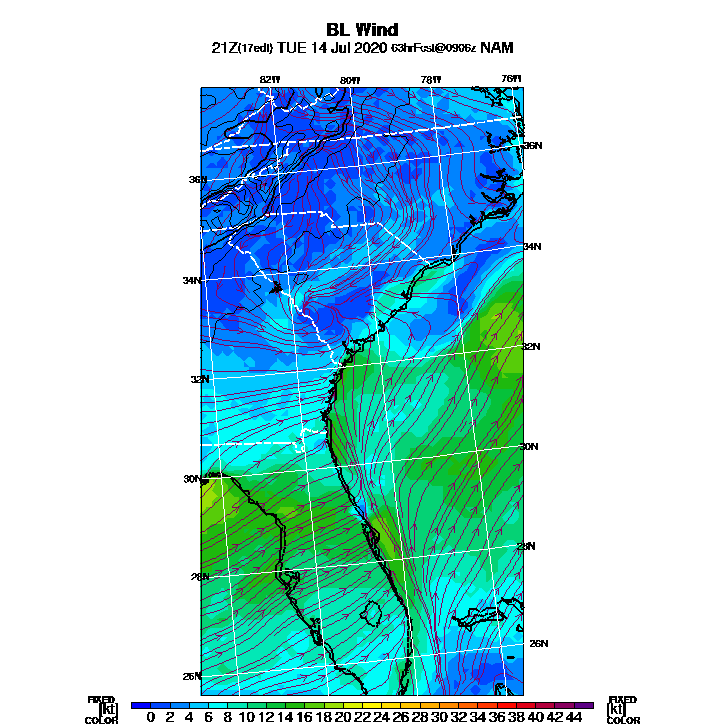 BL Wind
21Z(17edt) TUE 14 Jul 2020 63hrFcst@0906z NAM
82W 80W 78W 76W
36N
36N
34N
34N
32N
32N
30N
30N
28N
28N
26N
26N
FIXED FIXED
[kt] 0 2 4 6 8 10 12 14 16 18 20 22 24 26 28 30 32 34 36 38 40 42 44 [kt]
COLOR COLOR